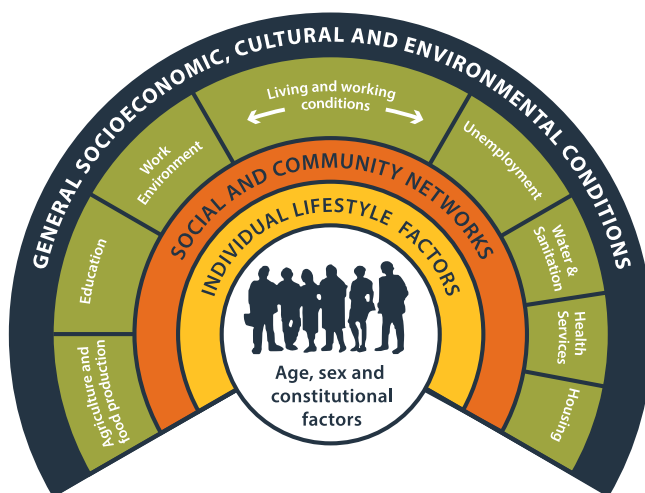 GENERAL SOCIOECONOMIC, CULTURAL AND ENVIRONMENTAL CONDITIONS
Living and working
conditions
Agriculture and
food production
Education
Work
Environment
Unemployment
Water &
Sanitation
Health
Services
Housing
SOCIAL AND COMMUNITY NETWORKS
INDIVIDUAL LIFESTYLE FACTORS
Age, sex and
constitutional
factors